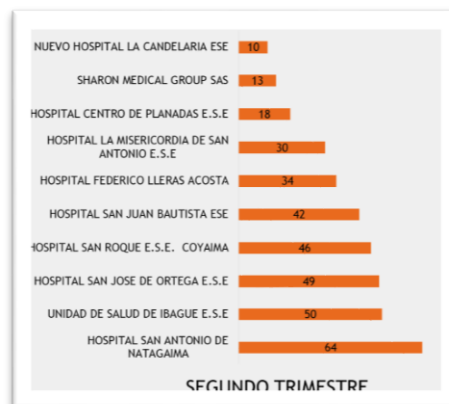 NUEVO HOSPITAL LA CANDELARIA ESE 10
SHARON MEDICAL GROUP SAS 13
HOSPITAL CENTRO DE PLANADAS E.S.E 18
HOSPITAL LA MISERICORDIA DE SAN
ANTONIO E.S.E 30
HOSPITAL FEDERICO LLERAS ACOSTA 34
HOSPITAL SAN JUAN BAUTISTA ESE 42
HOSPITAL SAN ROQUE E.S.E. COYAIMA 46
HOSPITAL SAN JOSE DE ORTEGA E.S.E 49
UNIDAD DE SALUD DE IBAGUE E.S.E 50
HOSPITAL SAN ANTONIO DE
NATAGAIMA 64
SEGUNDO TRIMESTRE